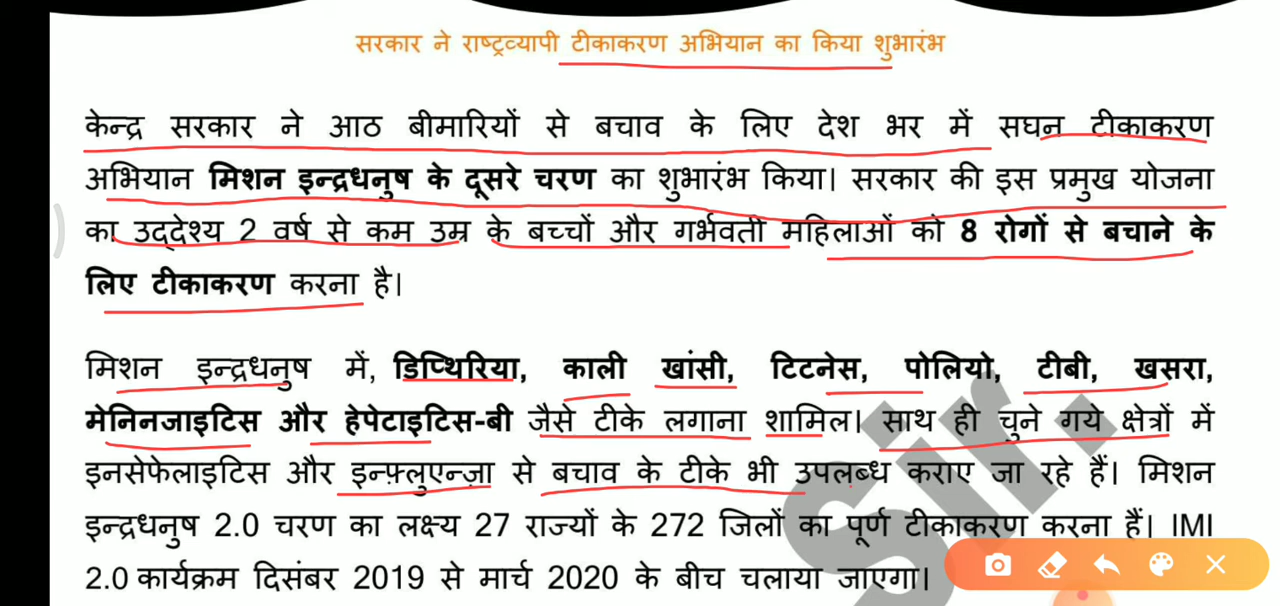 सरकार ने राष्ट्रव्यापी टीकाकरण अभियान का किया शुभारंभ
केन्द्र सरकार ने आठ बीमारियों से बचाव के लिए देश भर में सघन टीकाकरण
अभियान मिशन इन्द्रधनुष के दूसरे चरण का शुभारंभ किया। सरकार की इस प्रमुख योजना
का उद्देश्य 2 वर्ष से कम उम्र के बच्चों और गर्भवती महिलाओं को 8 रोगों से बचाने के
लिए टीकाकरण करना है।
मिशन इन्द्रधनुष में, डिप्थिरिया, काली खांसी, टिटनेस, पोलियो, टीबी, खसरा,
मेनिनजाइटिस और हेपेटाइटिस-बी जैसे टीके लगाना शामिल। साथ ही चुने गये क्षेत्रों में
इनसेफेलाइटिस और इन्फ़्लुएन्ज़ा से बचाव के टीके भी उपलब्ध कराए जा रहे हैं। मिशन
इन्द्रधनुष 2.0 चरण का लक्ष्य 27 राज्यों के 272 जिलों का पूर्ण टीकाकरण करना हैं। IMI
2.0 कार्यक्रम दिसंबर 2019 से मार्च 2020 के बीच चलाया जाएगा।
Sir.